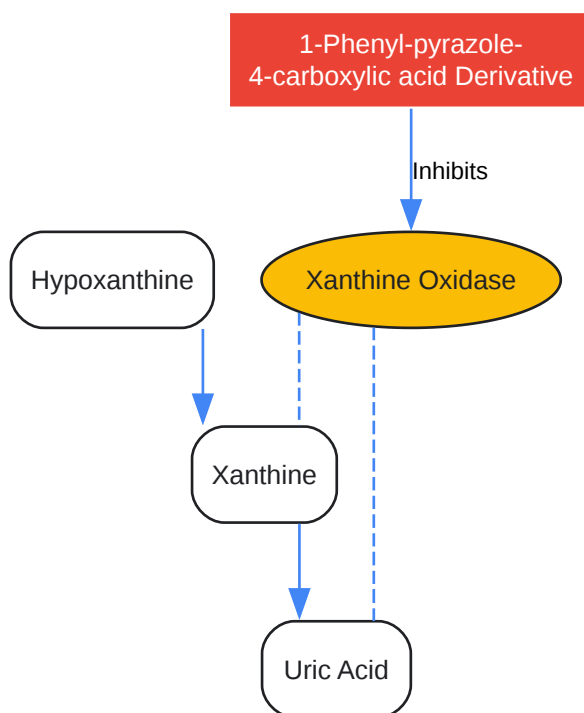 1-Phenyl-pyrazole-
4-carboxylic acid Derivative
Inhibits
Hypoxanthine
Xanthine Oxidase
Xanthine
Uric Acid